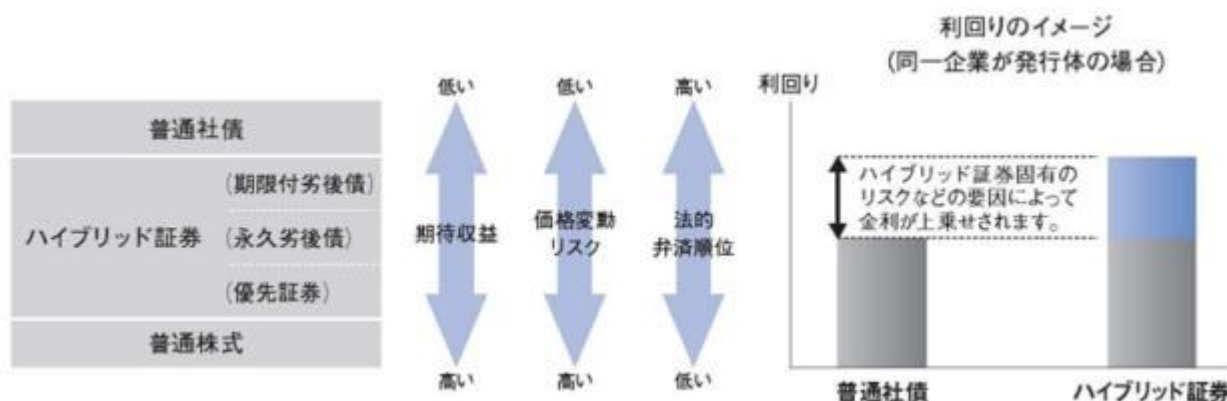 普通社債
ハイブリッド証券
(期限付劣後債)
(永久劣後債)
(優先証券)
普通株式
低い
期待収益
高い
低い
価格変動
リスク
高い
高い
法的
弁済順位
低い
利回りのイメージ
(同一企業が発行体の場合)
利回り
ハイブリッド証券固有の
リスクなどの要因によって
金利が上乗せされます。
普通社債
ハイブリッド証券